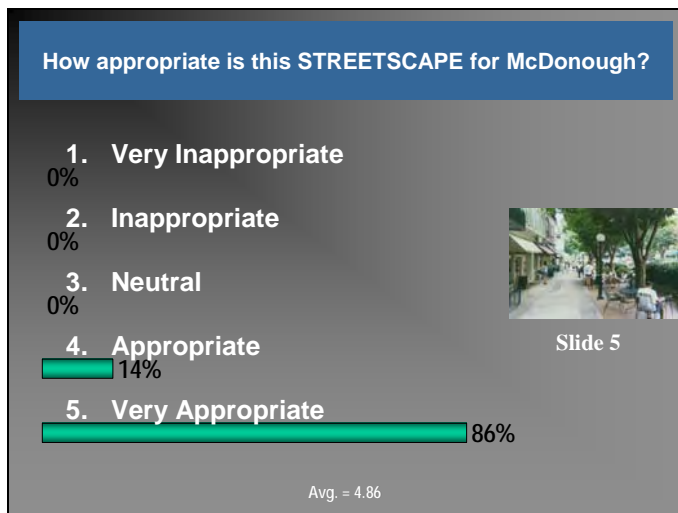 How appropriate is this STREETSCAPE for McDonough?
1. Very Inappropriate
0%
2. Inappropriate
0%
3. Neutral
0%
4. Appropriate
14%
5. Very Appropriate
86%
Slide 5
Avg. = 4.86